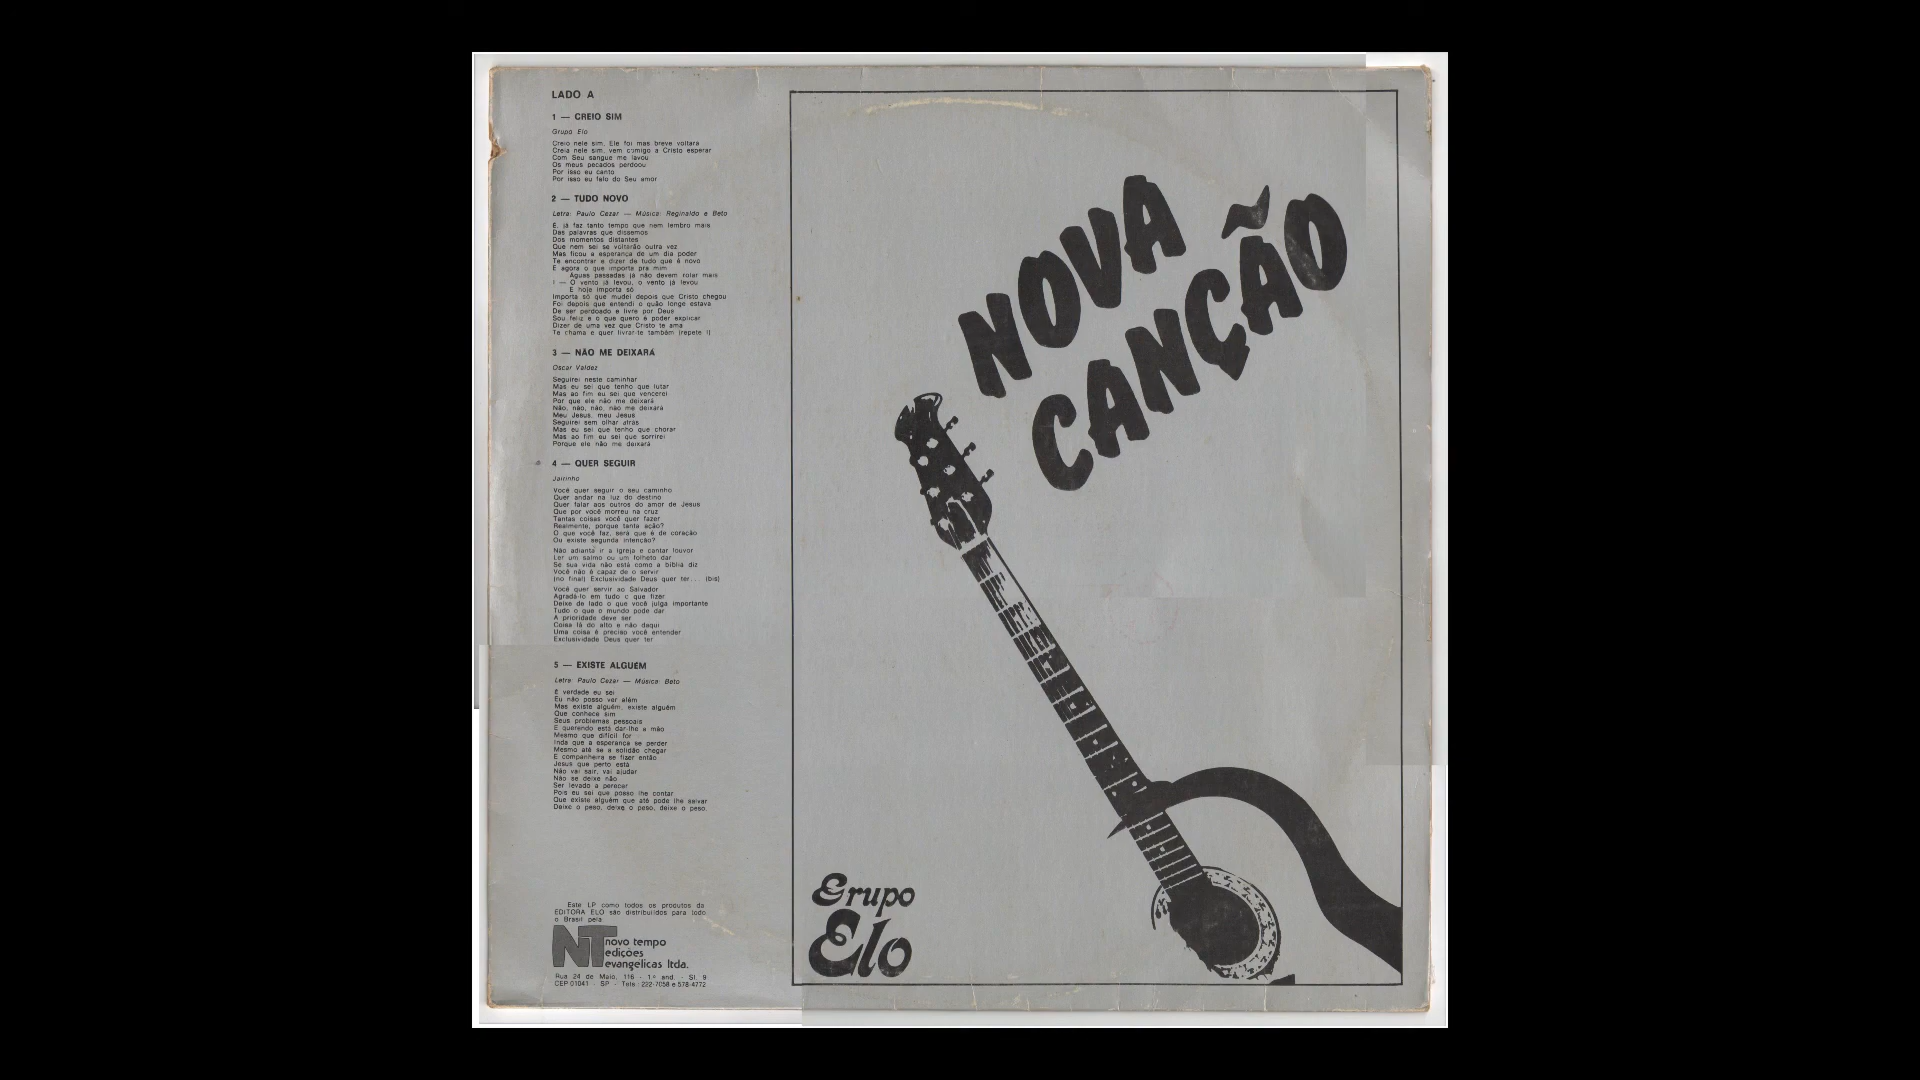 LADO A
1 — CREIO SIM
Grupo Elo
Creio nele sim, Ele foi mas breve voltara
Creia nele sim, vem comigo a Cristo esperar
Com Seu sangue me lavou
Os meus pecados perdoou
Por isso eu canto
Por isso eu falo do Seu amor
2 — TUDO NOVO
Letra: Paulo Cezar — Música: Reginaldo e Beto
E, já faz tanto tempo que nem lembro mais
Das palavras que dissemos
Dos momentos distantes
Que nem sei se voltarão outra vez
Mas ficou a esperança de um dia poder
Te encontrar e dizer de tudo que é novo
E agora o que importa pra mim
Águas passadas já não devem rolar mais
I — O vento já levou, o vento já levou
E hoje importa só
Importa só que mudei depois que Cristo chegou
Foi depois que entendi o quão longe estava
De ser perdoado e livre por Deus
Sou feliz e o que quero é poder explicar
Dizer de uma vez que Cristo te ama
Te chama e quer livrar-te também (repete I)
3 — NÃO ME DEIXARÁ
Oscar Valdez
Seguirei neste caminhar
Mas eu sei que tenho que lutar
Mas ao fim eu sei que vencerei
Por que ele não me deixará
Não, não, não, não me deixará
Meu Jesus, meu Jesus
Seguirei sem olhar atrás
Mas eu sei que tenho que chorar
Mas ao fim eu sei que sorrirei
Porque ele não me deixará
4 — QUER SEGUIR
Jairinho
Você quer seguir o seu caminho
Quer andar na luz do destino
Quer falar aos outros do amor de Jesus
Que por você morreu na cruz
Tantas coisas você quer fazer
Realmente, porque tanta ação?
O que você faz, será que é de coração
Ou existe segunda intenção?
Não adianta ir a Igreja e cantar louvor
Ler um salmo ou um folheto dar
Se sua vida não está como a bíblia diz
Você não é capaz de o servir
(no final) Exclusividade Deus quer ter... (bis)
Você quer servir ao Salvador
Agradá-lo em tudo o que fizer
Deixe de lado o que você julga importante
Tudo o que o mundo pode dar
A prioridade deve ser
Coisa lá do alto e não daqui
Uma coisa é preciso você entender
Exclusividade Deus quer ter
5 — EXISTE ALGUÉM
Letra: Paulo Cezar — Música: Beto
É verdade eu sei
Eu não posso ver além
Mas existe alguém, existe alguém
Que conhece sim
Seus problemas pessoais
E querendo está dar-lhe a mão
Mesmo que difícil for
Inda que a esperança se perder
Mesmo até se a solidão chegar
E companheira se fizer então
Jesus que perto está
Não vai sair, vai ajudar
Não se deixe não
Ser levado a perecer
Pois eu sei que posso lhe contar
Que existe alguém que até pode lhe salvar
Deixe o peso, deixe o peso, deixe o peso.
Este LP como todos os produtos da
EDITORA ELO são distribuídos para todo
o Brasil pela
NT novo tempo
edições
evangélicas ltda.
Rua 24 de Maio, 116 - 1.º and. - Sl. 9
CEP 01041 - SP - Tels.: 222-7058 e 578-4772
NOVA
CANÇÃO
Grupo
Elo